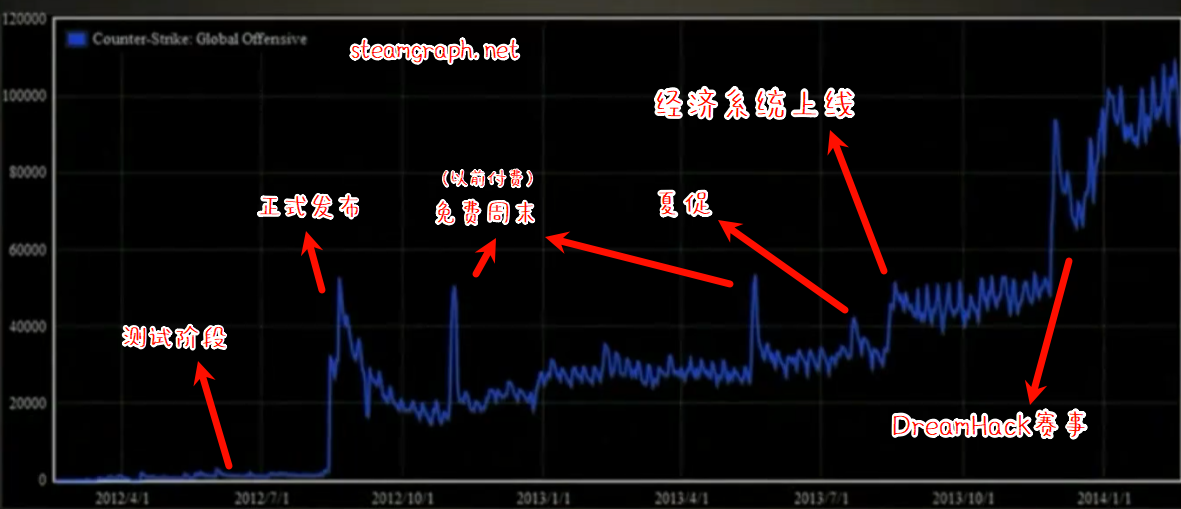 120000
Counter-Strike: Global Offensive
steamgraph.net
100000
经济系统上线
80000
(以前付费)
正式发布
免费周末
夏促
60000
40000
测试阶段
20000
DreamHack赛事
0
2012/4/1 2012/7/1 2012/10/1 2013/1/1 2013/4/1 2013/7/1 2013/10/1 2014/1/1